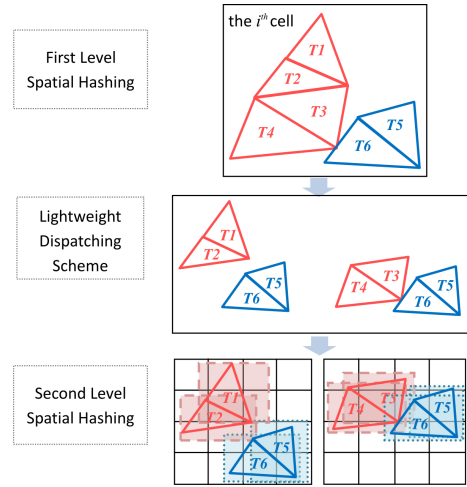 First Level
Spatial Hashing
the i^th cell
T1
T2
T3
T4
T5
T6
Lightweight
Dispatching
Scheme
T1
T2
T5
T6
T3
T4
T5
T6
Second Level
Spatial Hashing
T1
T2
T5
T6
T3
T4
T5
T6